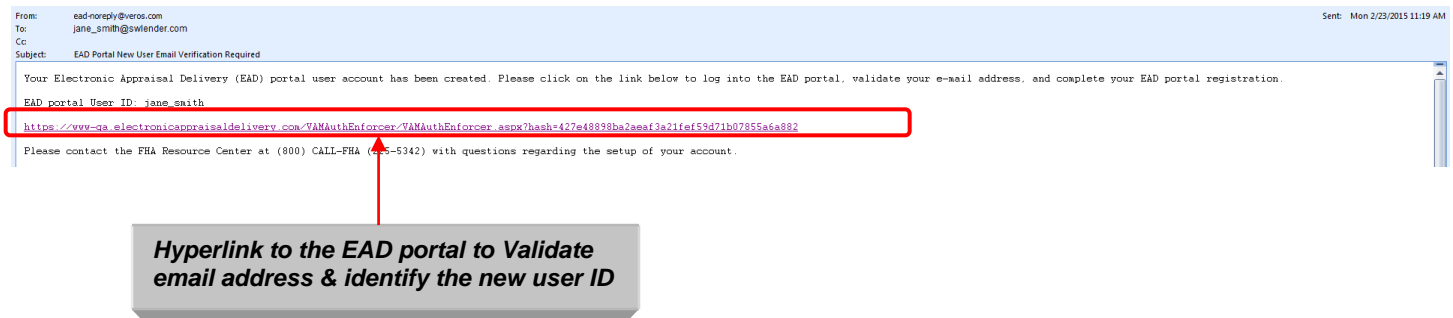 From: ead-noreply@veros.com Sent: Mon 2/23/2015 11:19 AM
To: jane_smith@swlender.com
Cc:
Subject: EAD Portal New User Email Verification Required
Your Electronic Appraisal Delivery (EAD) portal user account has been created. Please click on the link below to log into the EAD portal, validate your e-mail address, and complete your EAD portal registration.
EAD portal User ID: jane_smith
https://www-qa.electronicappraisaldelivery.com/VAMAuthEnforcer/VAMAuthEnforcer.aspx?hash=427e48898ba2aeaf3a21fef59d71b07855a6a882
Please contact the FHA Resource Center at (800) CALL-FHA ( -5342) with questions regarding the setup of your account.
Hyperlink to the EAD portal to Validate
email address & identify the new user ID